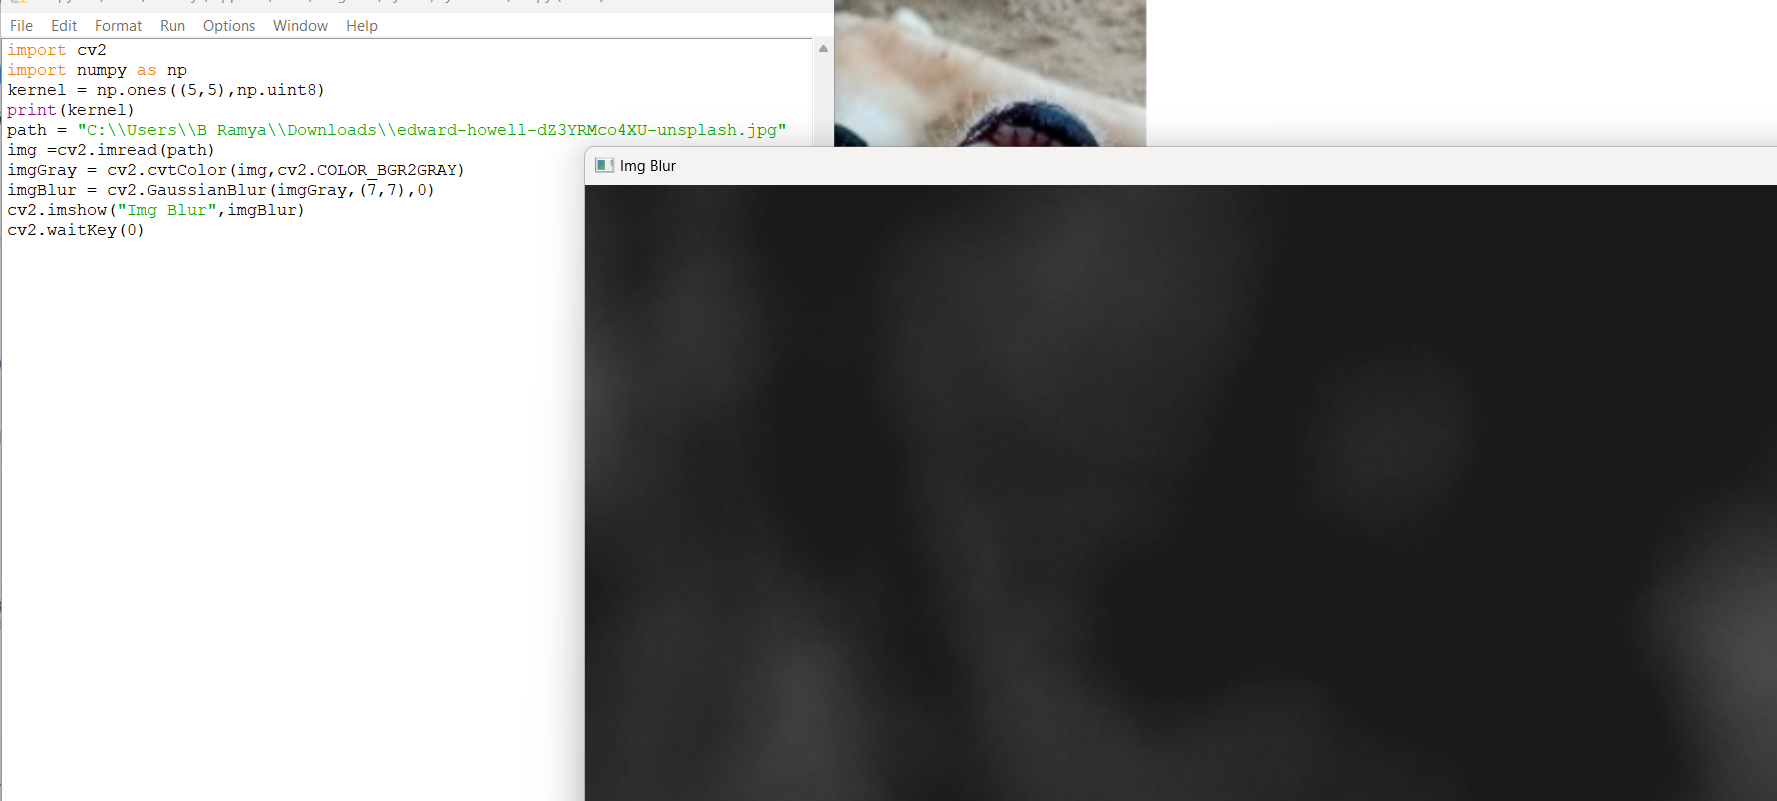 File Edit Format Run Options Window Help
import cv2
import numpy as np
kernel = np.ones((5,5),np.uint8)
print(kernel)
path = "C:\\Users\\B Ramya\\Downloads\\edward-howell-dZ3YRMco4XU-unsplash.jpg"
img =cv2.imread(path)
imgGray = cv2.cvtColor(img,cv2.COLOR_BGR2GRAY)
imgBlur = cv2.GaussianBlur(imgGray,(7,7),0)
cv2.imshow("Img Blur",imgBlur)
cv2.waitKey(0)
Img Blur